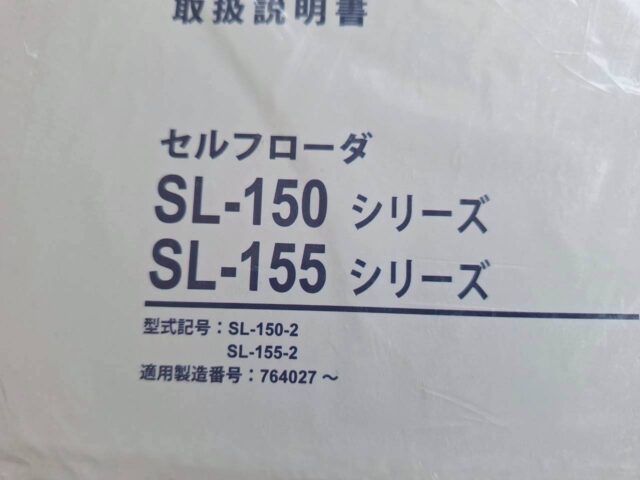 取扱説明書
セルフローダ
SL-150 シリーズ
SL-155 シリーズ
型式記号：SL-150-2
SL-155-2
適用製造番号：764027 ～